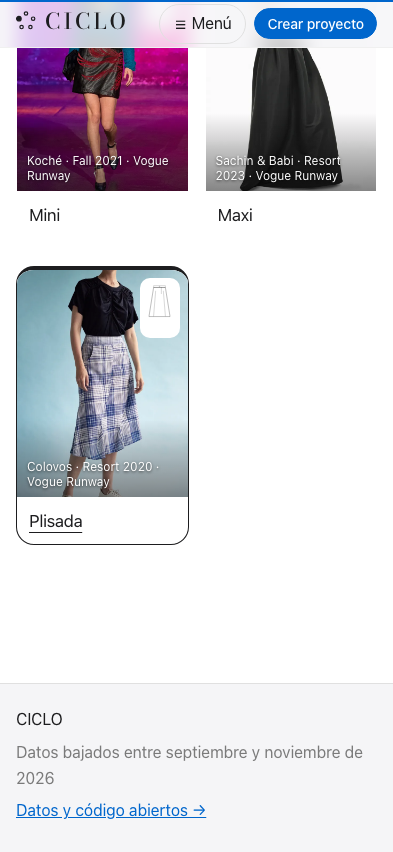 CICLO
≡ Menú
Crear proyecto
Koché · Fall 2021 · Vogue
Runway
Sachin & Babi · Resort
2023 · Vogue Runway
Mini
Maxi
Colovos · Resort 2020 ·
Vogue Runway
Plisada
CICLO
Datos bajados entre septiembre y noviembre de
2026
Datos y código abiertos →